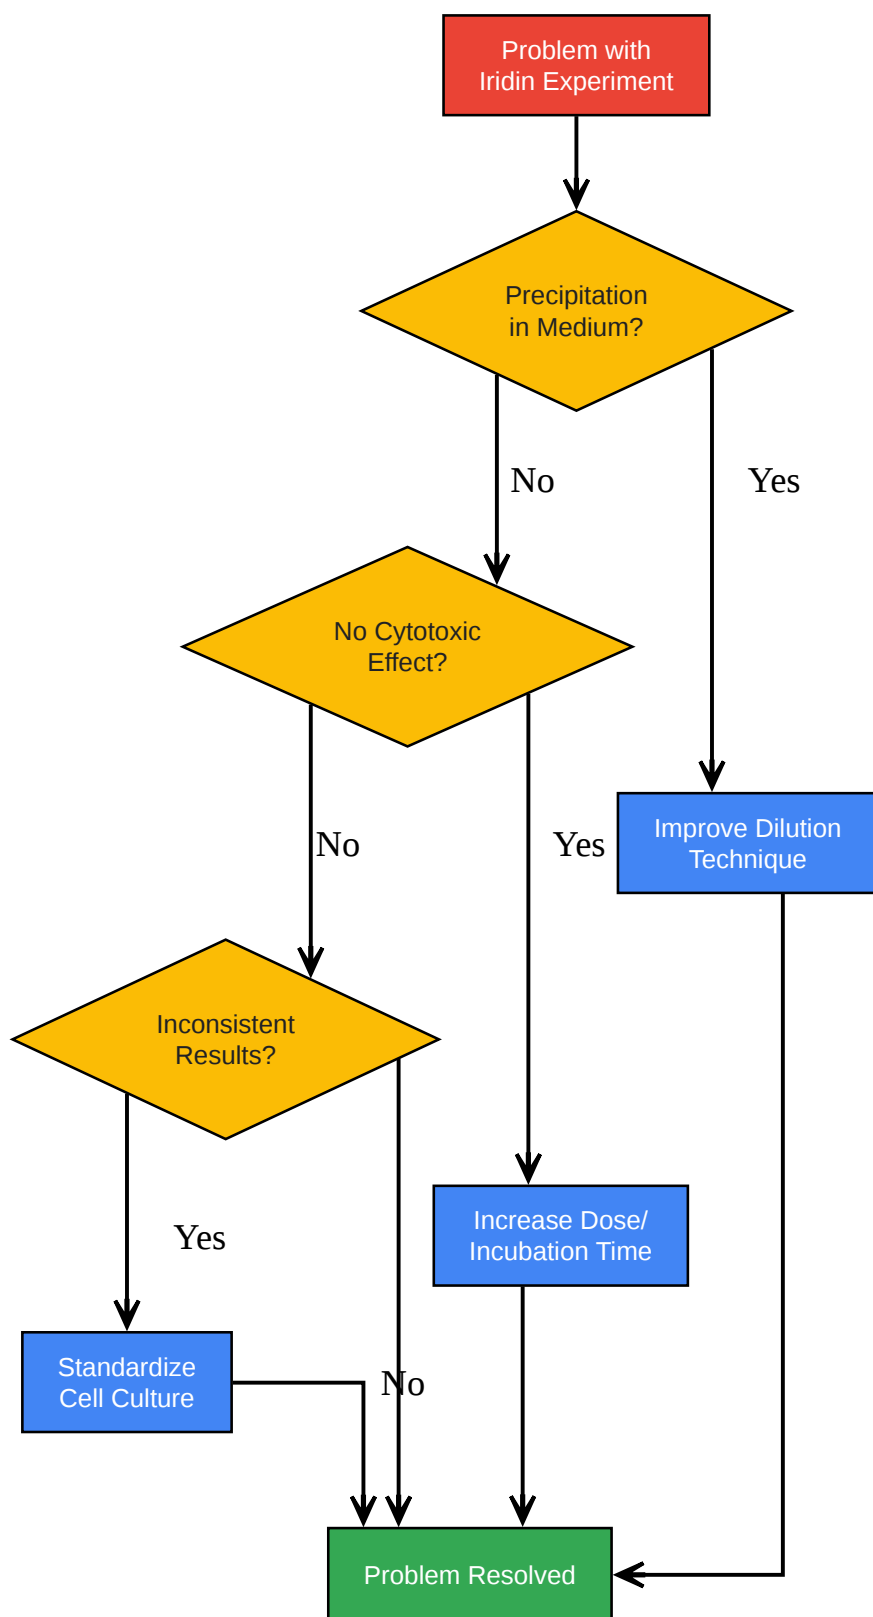 Problem with
Iridin Experiment
Precipitation
in Medium?
No
Yes
No Cytotoxic
Effect?
Improve Dilution
Technique
No
Yes
Inconsistent
Results?
Increase Dose/
Incubation Time
Yes
Standardize
Cell Culture
No
Problem Resolved